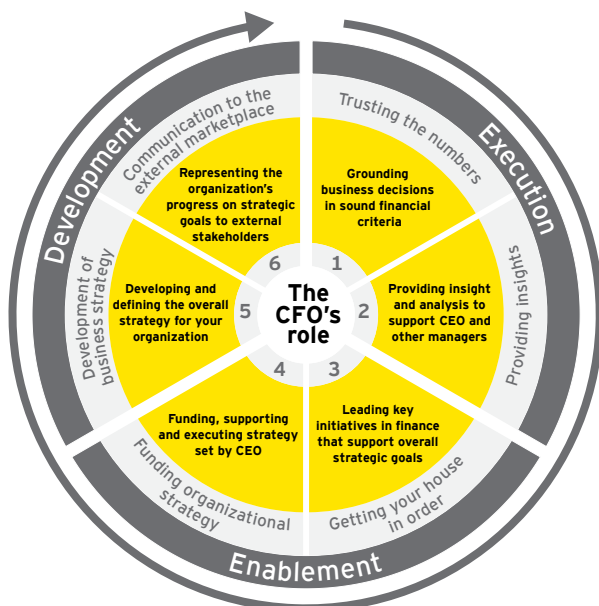 The
CFO's
role
1
Grounding
business decisions
in sound financial
criteria
Trusting the numbers
Execution
2
Providing insight
and analysis to
support CEO and
other managers
Providing insights
3
Leading key
initiatives in finance
that support overall
strategic goals
Getting your house
in order
Enablement
4
Funding, supporting
and executing strategy
set by CEO
Funding organizational
strategy
5
Developing and
defining the overall
strategy for your
organization
Development of
business strategy
Development
6
Representing the
organization's
progress on strategic
goals to external
stakeholders
Communication to the
external marketplace